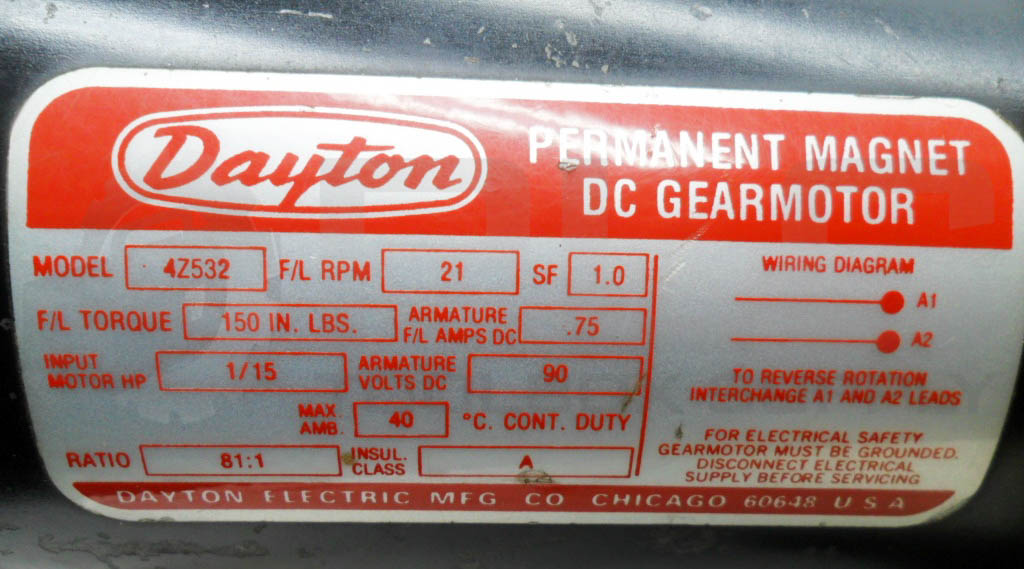 Dayton
PERMANENT MAGNET
DC GEARMOTOR
MODEL 4Z532 F/L RPM 21 SF 1.0
F/L TORQUE 150 IN. LBS. ARMATURE F/L AMPS DC .75
INPUT MOTOR HP 1/15 ARMATURE VOLTS DC 90
MAX. AMB. 40 °C. CONT. DUTY
RATIO 81:1 INSUL. CLASS A
WIRING DIAGRAM
A1
A2
TO REVERSE ROTATION
INTERCHANGE A1 AND A2 LEADS
FOR ELECTRICAL SAFETY
GEARMOTOR MUST BE GROUNDED.
DISCONNECT ELECTRICAL
SUPPLY BEFORE SERVICING
DAYTON ELECTRIC MFG CO CHICAGO 60648 U S A